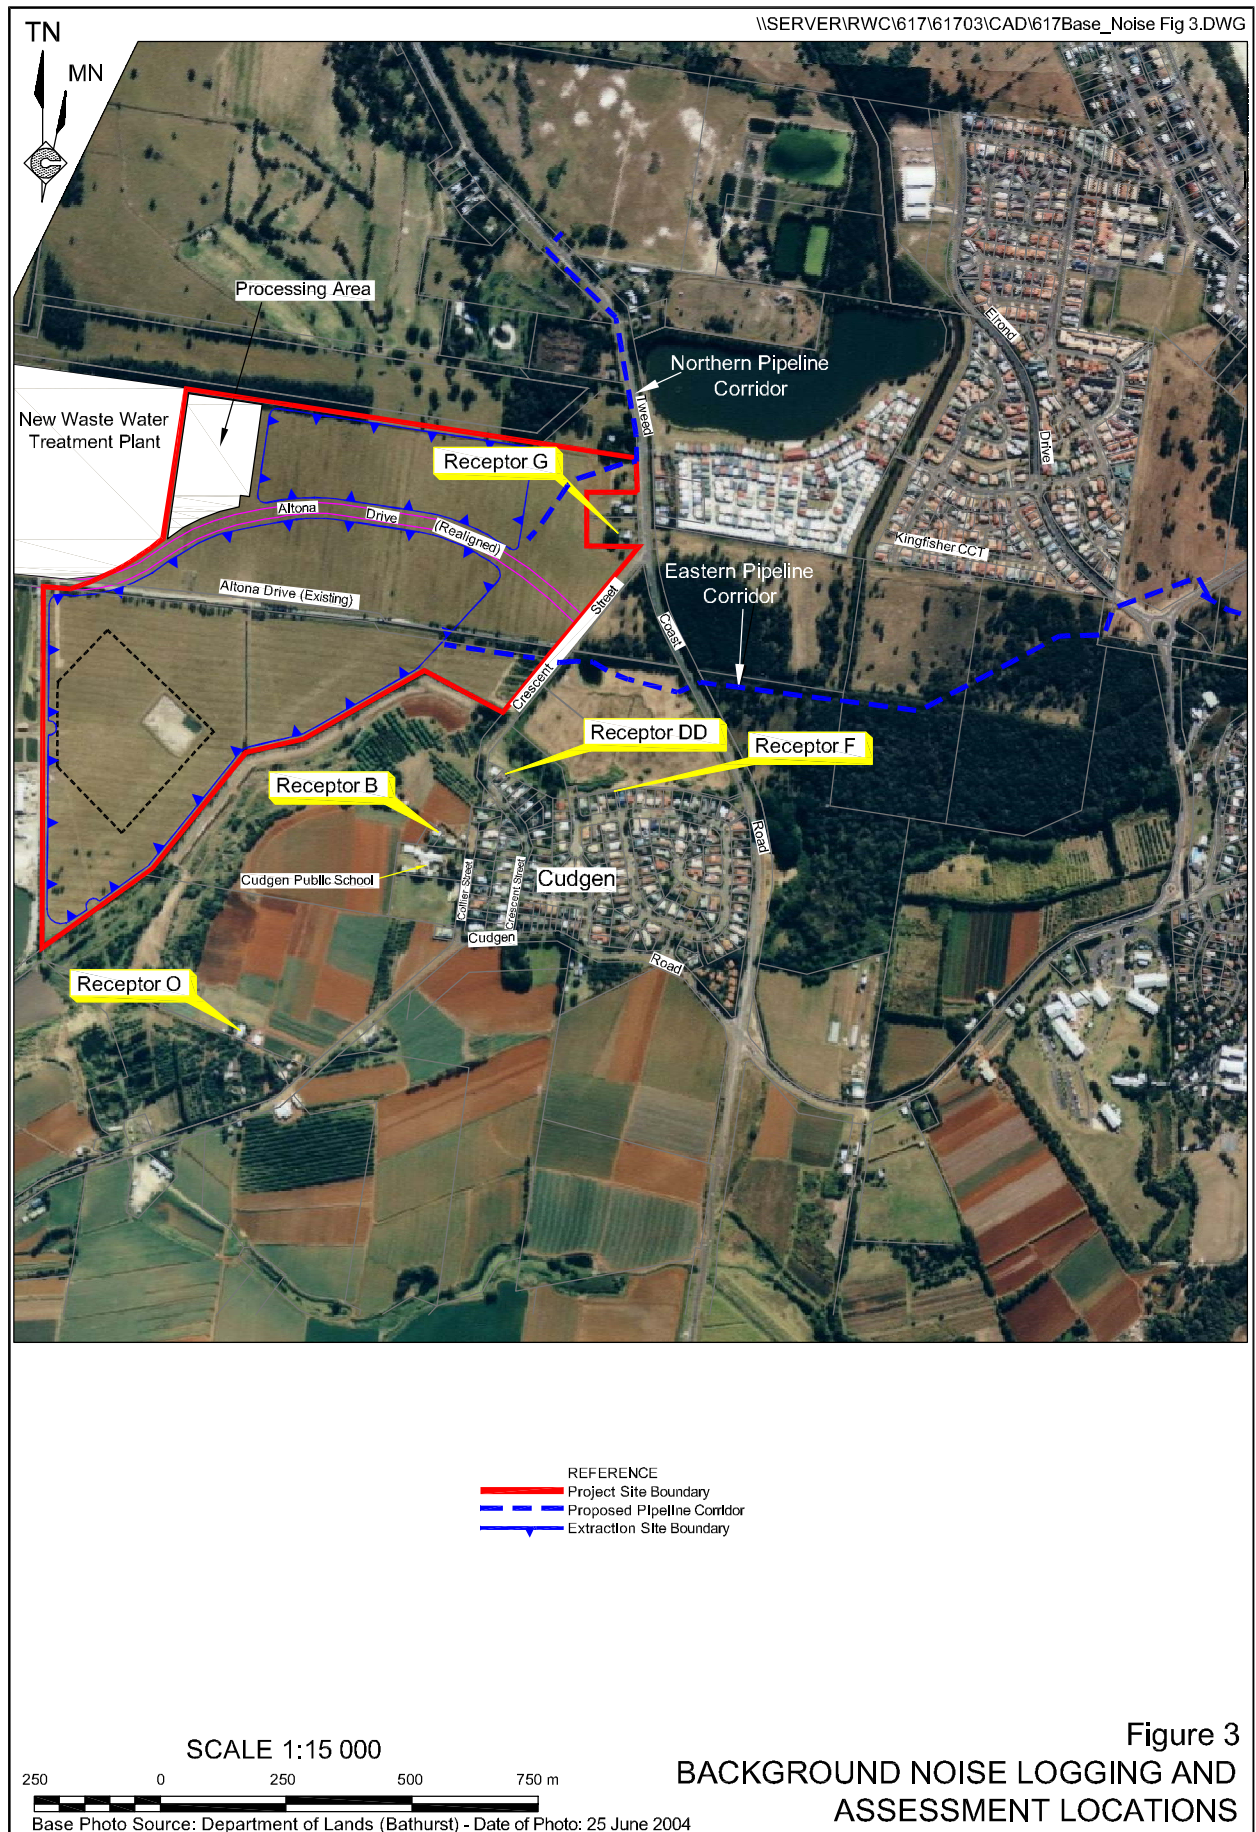 \\SERVER\RWC\617\61703\CAD\617Base_Noise Fig 3.DWG
TN
MN
Processing Area
Elrond
Northern Pipeline
Corridor
New Waste Water
Treatment Plant
Tweed
Drive
Receptor G
Altona
Drive
(Realigned)
Kingfisher CCT
Eastern Pipeline
Corridor
Altona Drive (Existing)
Street
Coast
Crescent
Receptor DD
Receptor F
Receptor B
Road
Cudgen Public School
Collier Street
Crescent Street
Cudgen
Cudgen
Road
Receptor O
REFERENCE
Project Site Boundary
Proposed Pipeline Corridor
Extraction Site Boundary
SCALE 1:15 000
250 0 250 500 750 m
Base Photo Source: Department of Lands (Bathurst) - Date of Photo: 25 June 2004
Figure 3
BACKGROUND NOISE LOGGING AND
ASSESSMENT LOCATIONS